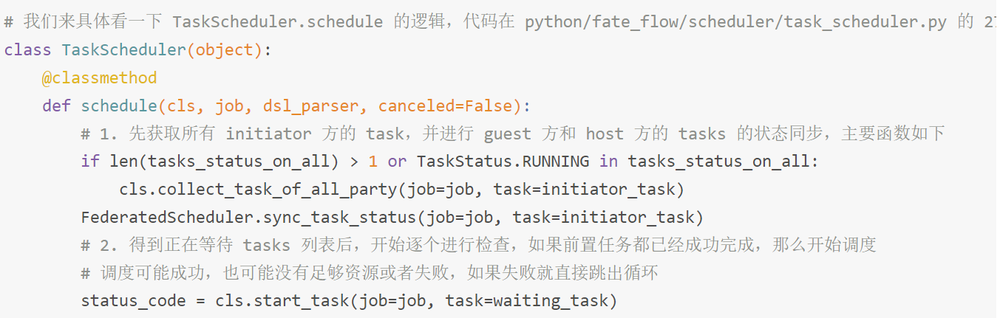 # 我们来具体看一下 TaskScheduler.schedule 的逻辑，代码在 python/fate_flow/scheduler/task_scheduler.py 的 27
class TaskScheduler(object):
    @classmethod
    def schedule(cls, job, dsl_parser, canceled=False):
        # 1. 先获取所有 initiator 方的 task，并进行 guest 方和 host 方的 tasks 的状态同步，主要函数如下
        if len(tasks_status_on_all) > 1 or TaskStatus.RUNNING in tasks_status_on_all:
            cls.collect_task_of_all_party(job=job, task=initiator_task)
        FederatedScheduler.sync_task_status(job=job, task=initiator_task)
        # 2. 得到正在等待 tasks 列表后，开始逐个进行检查，如果前置任务都已经成功完成，那么开始调度
        # 调度可能成功，也可能没有足够资源或者失败，如果失败就直接跳出循环
        status_code = cls.start_task(job=job, task=waiting_task)